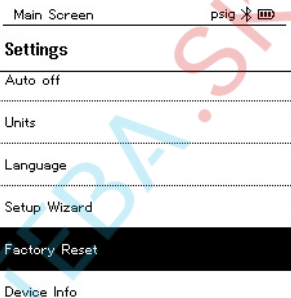 Main Screen psig
Settings
Auto off
Units
Language
Setup Wizard
Factory Reset
Device Info